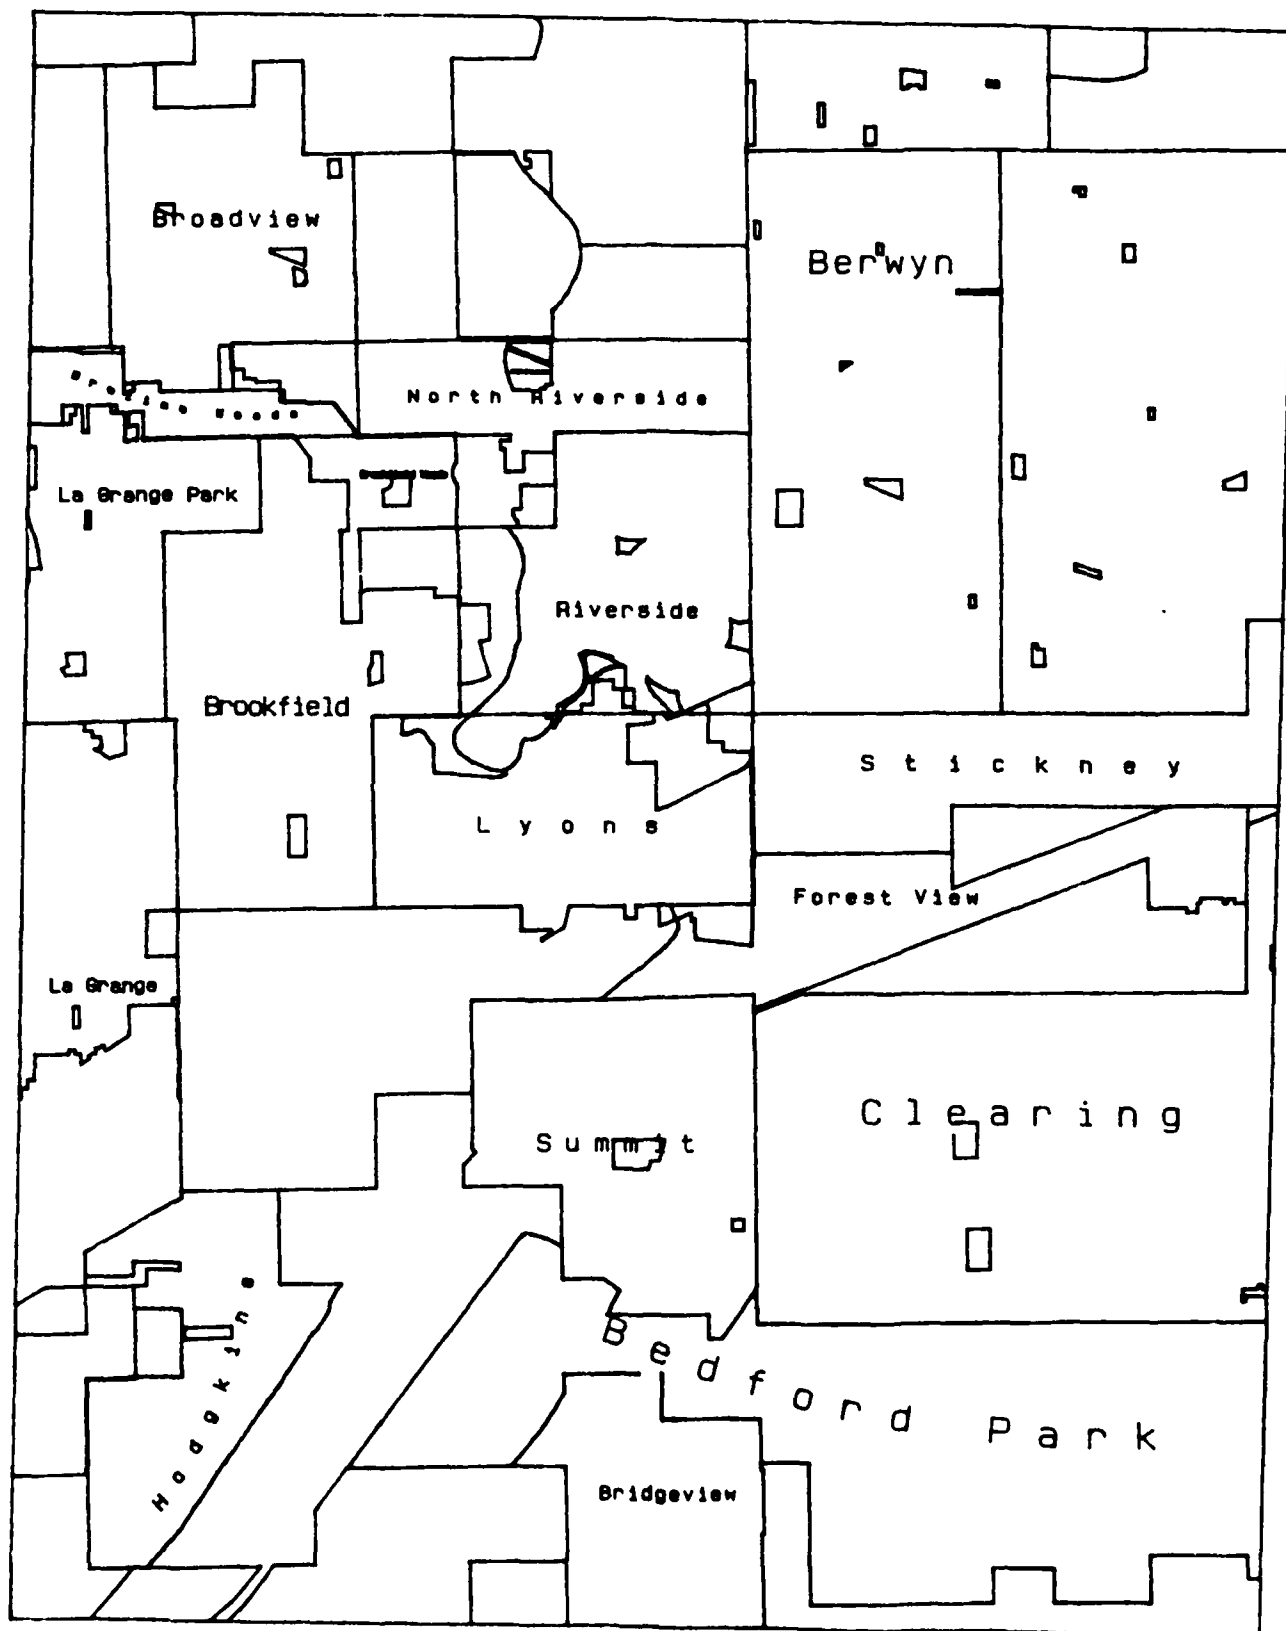 Broadview
Berwyn
North Riverside
La Grange Park
Riverside
Brookfield
Stickney
Lyons
Forest View
La Grange
Clearing
Summit
Hodgkins
Bedford Park
Bridgeview